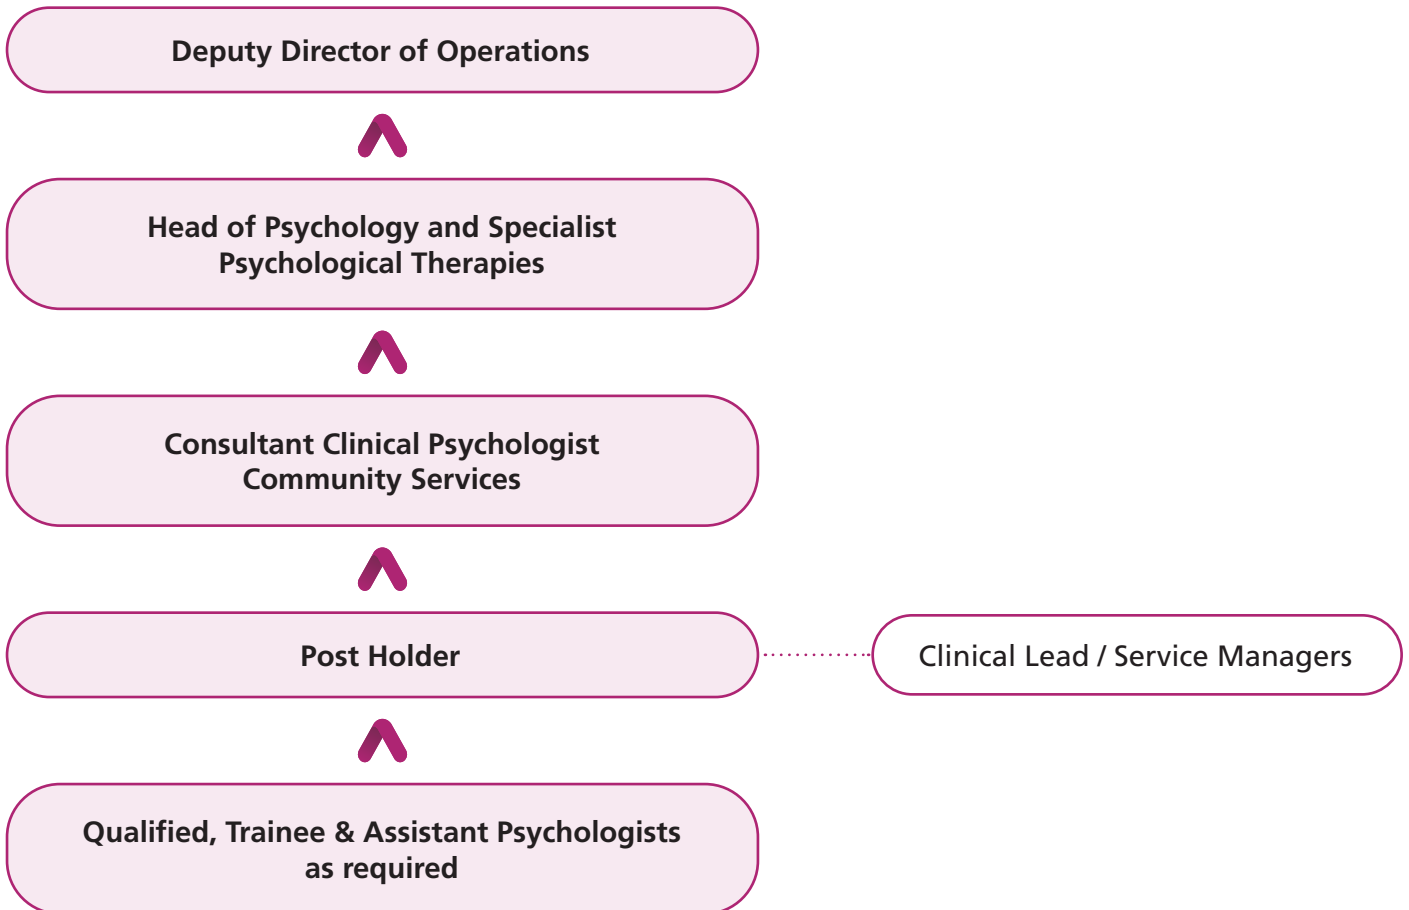 Deputy Director of Operations
Head of Psychology and Specialist
Psychological Therapies
Consultant Clinical Psychologist
Community Services
Post Holder
Clinical Lead / Service Managers
Qualified, Trainee & Assistant Psychologists
as required